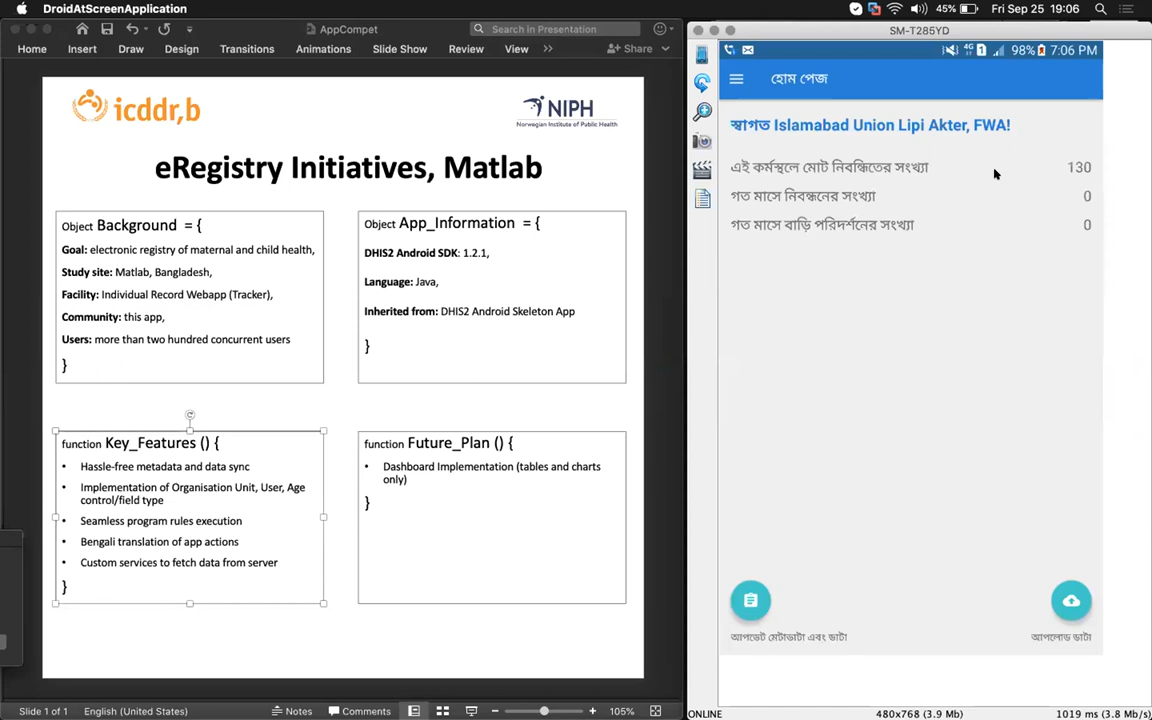 DroidAtScreenApplication
45% Fri Sep 25 19:06
AppCompet
Search in Presentation
Home Insert Draw Design Transitions Animations Slide Show Review View Share
icddr,b
NIPH
Norwegian Institute of Public Health
eRegistry Initiatives, Matlab
Object Background = {
Goal: electronic registry of maternal and child health,
Study site: Matlab, Bangladesh,
Facility: Individual Record Webapp (Tracker),
Community: this app,
Users: more than two hundred concurrent users
}
Object App_Information = {
DHIS2 Android SDK: 1.2.1,
Language: Java,
Inherited from: DHIS2 Android Skeleton App
}
function Key_Features () {
• Hassle-free metadata and data sync
• Implementation of Organisation Unit, User, Age
control/field type
• Seamless program rules execution
• Bengali translation of app actions
• Custom services to fetch data from server
}
function Future_Plan () {
• Dashboard Implementation (tables and charts
only)
}
Slide 1 of 1 English (United States) Notes Comments 105%
SM-T285YD
4G 1 98% 7:06 PM
হোম পেজ
স্বাগত Islamabad Union Lipi Akter, FWA!
এই কর্মস্থলে মোট নিবন্ধিতের সংখ্যা 130
গত মাসে নিবন্ধনের সংখ্যা 0
গত মাসে বাড়ি পরিদর্শনের সংখ্যা 0
আপডেট মেটাডাটা এবং ডাটা
আপলোড ডাটা
ONLINE 480x768 (3.9 Mb) 1019 ms (3.8 Mb/s)